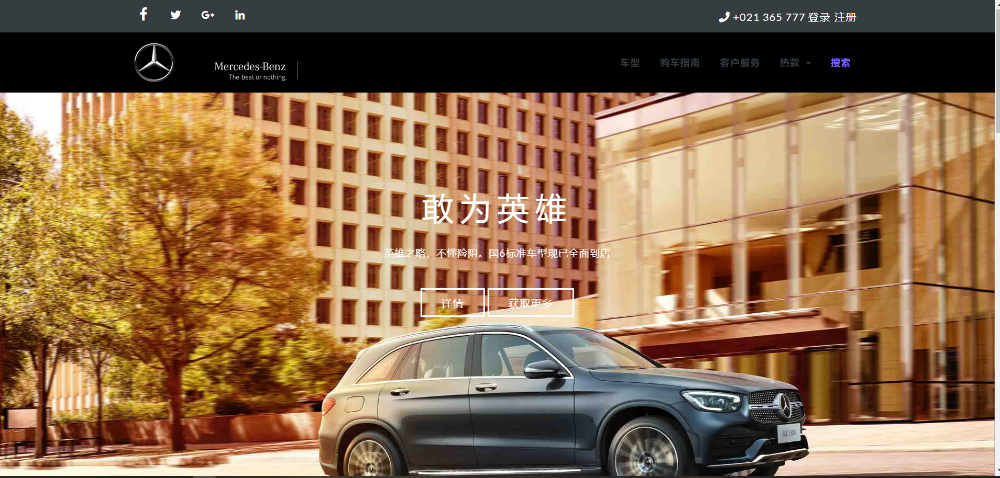 +021 365 777 登录 注册
Mercedes-Benz
The best or nothing.
车型 购车指南 客户服务 热款 搜索
敢为英雄
英雄之略，不懂险阻。国6标准车型现已全面到店
详情 获取更多